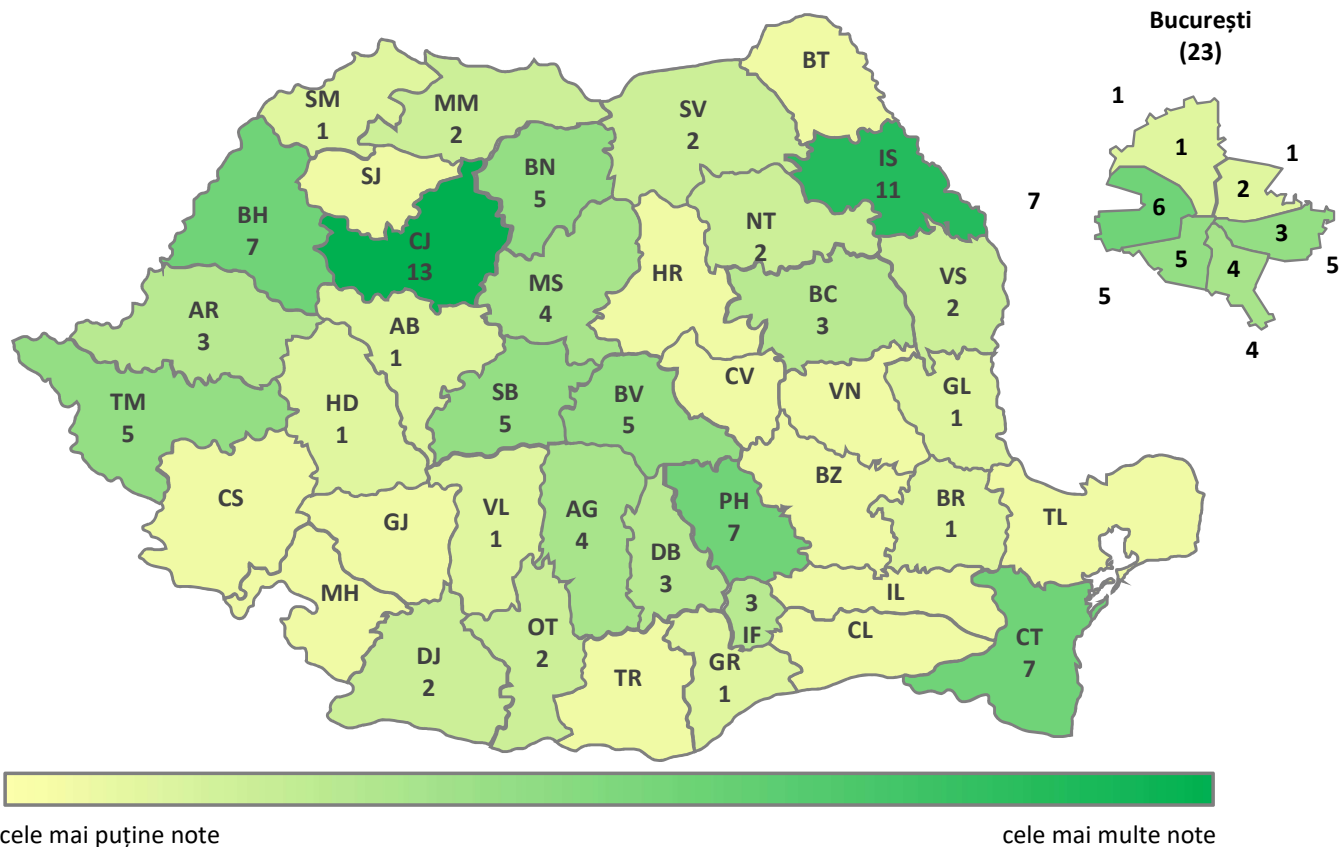 București
(23)
BT
SM
1
MM
2
SV
2
1
1
1
IS
11
BN
5
SJ
2
7
6
3
BH
7
NT
2
CJ
13
HR
MS
4
VS
2
5
4
5
BC
3
5
AR
3
AB
1
4
CV
VN
GL
1
TM
5
HD
1
SB
5
BV
5
BZ
CS
GJ
VL
1
AG
4
PH
7
BR
1
TL
DB
3
MH
3
IF
IL
CL
CT
7
OT
2
DJ
2
TR
GR
1
cele mai puține note
cele mai multe note